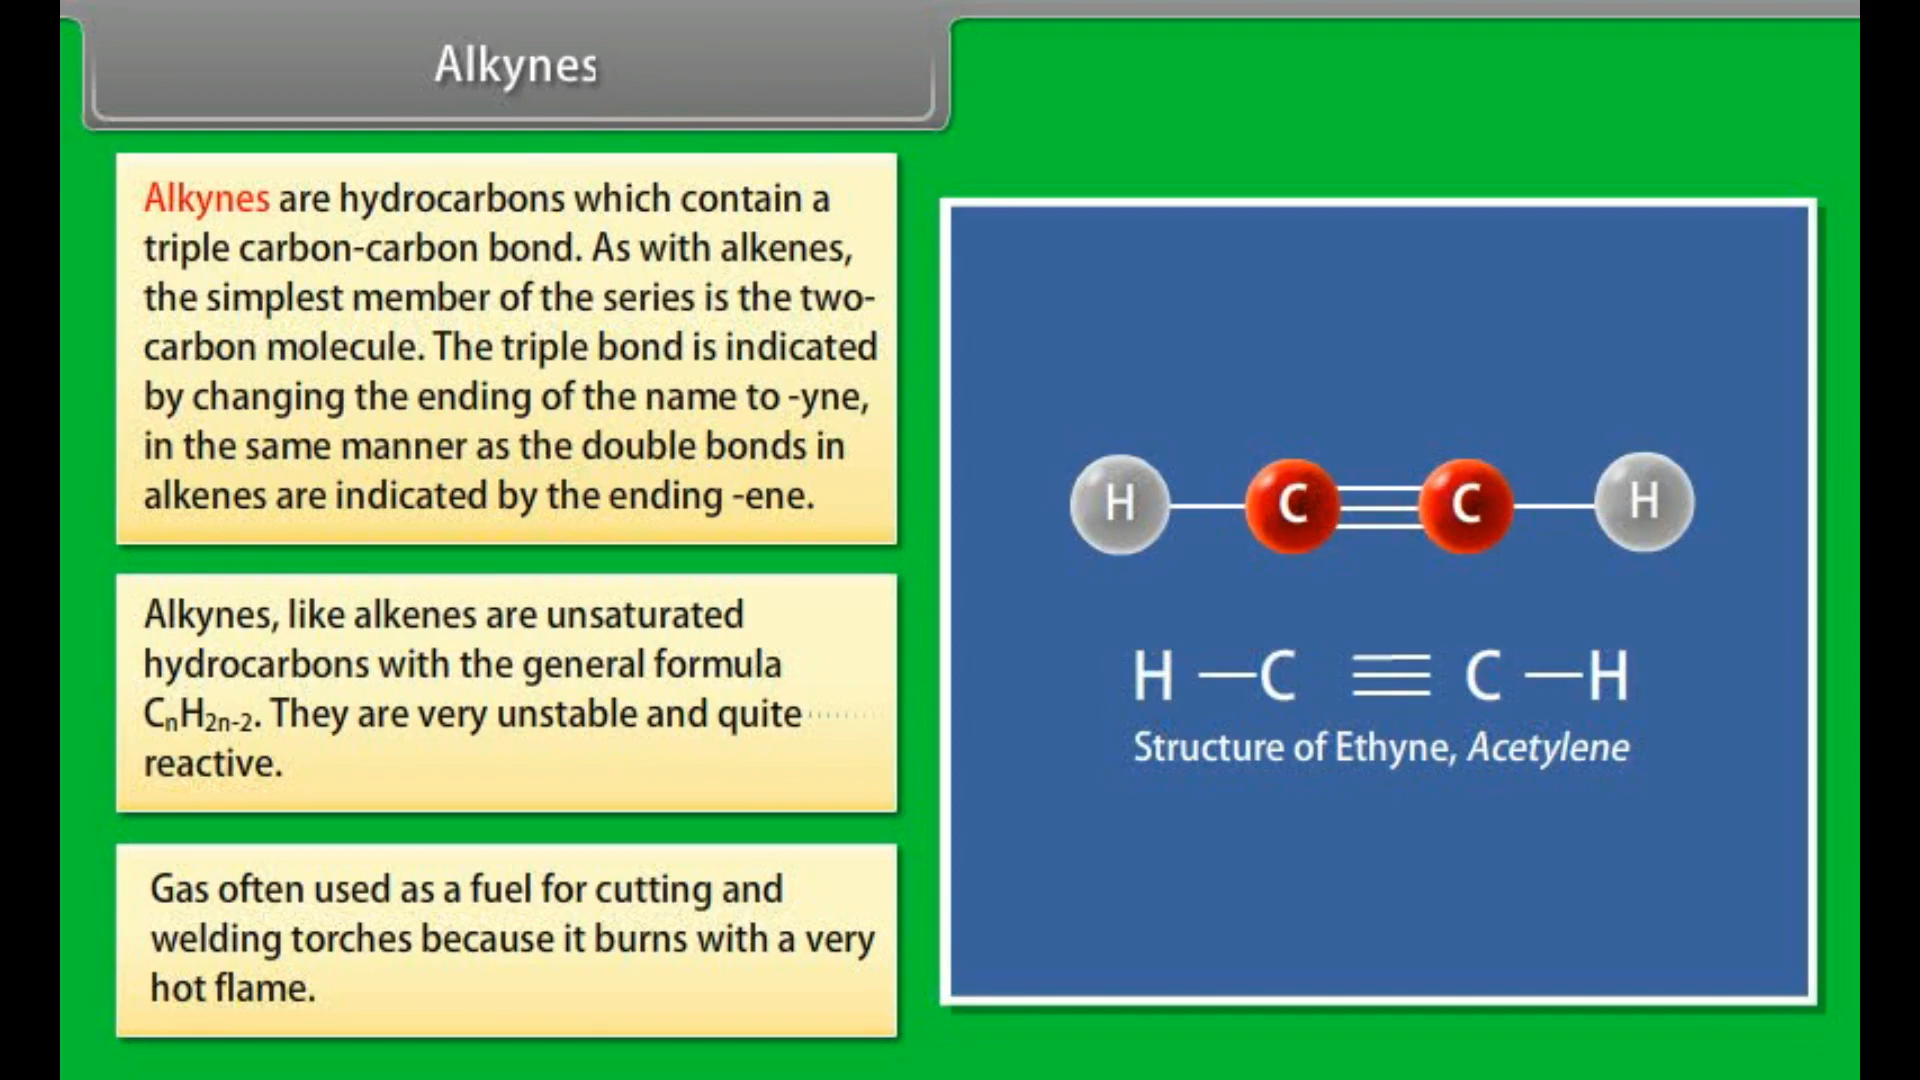 Alkynes
Alkynes are hydrocarbons which contain a
triple carbon-carbon bond. As with alkenes,
the simplest member of the series is the two-
carbon molecule. The triple bond is indicated
by changing the ending of the name to -yne,
in the same manner as the double bonds in
alkenes are indicated by the ending -ene.
Alkynes, like alkenes are unsaturated
hydrocarbons with the general formula
CₙH₂ₙ₋₂. They are very unstable and quite
reactive.
Gas often used as a fuel for cutting and
welding torches because it burns with a very
hot flame.
H C C H
H — C ≡ C — H
Structure of Ethyne, Acetylene